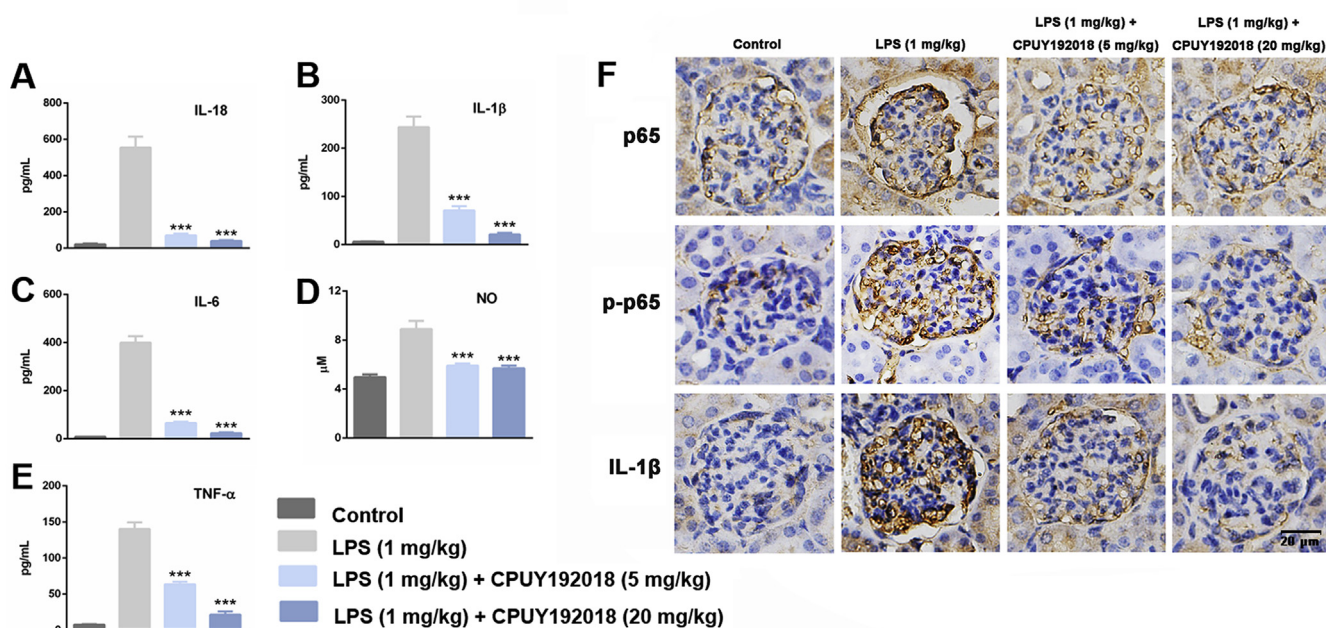 A
IL-18
pg/mL
800
600
400
200
0
***
***
B
IL-1β
pg/mL
300
200
100
0
***
***
C
IL-6
pg/mL
600
400
200
0
***
***
D
NO
μM
12
8
4
0
***
***
E
TNF-α
pg/mL
200
150
100
50
0
***
***
Control
LPS (1 mg/kg)
LPS (1 mg/kg) + CPUY192018 (5 mg/kg)
LPS (1 mg/kg) + CPUY192018 (20 mg/kg)
F
Control
LPS (1 mg/kg)
LPS (1 mg/kg) +
CPUY192018 (5 mg/kg)
LPS (1 mg/kg) +
CPUY192018 (20 mg/kg)
p65
p-p65
IL-1β
20 μm